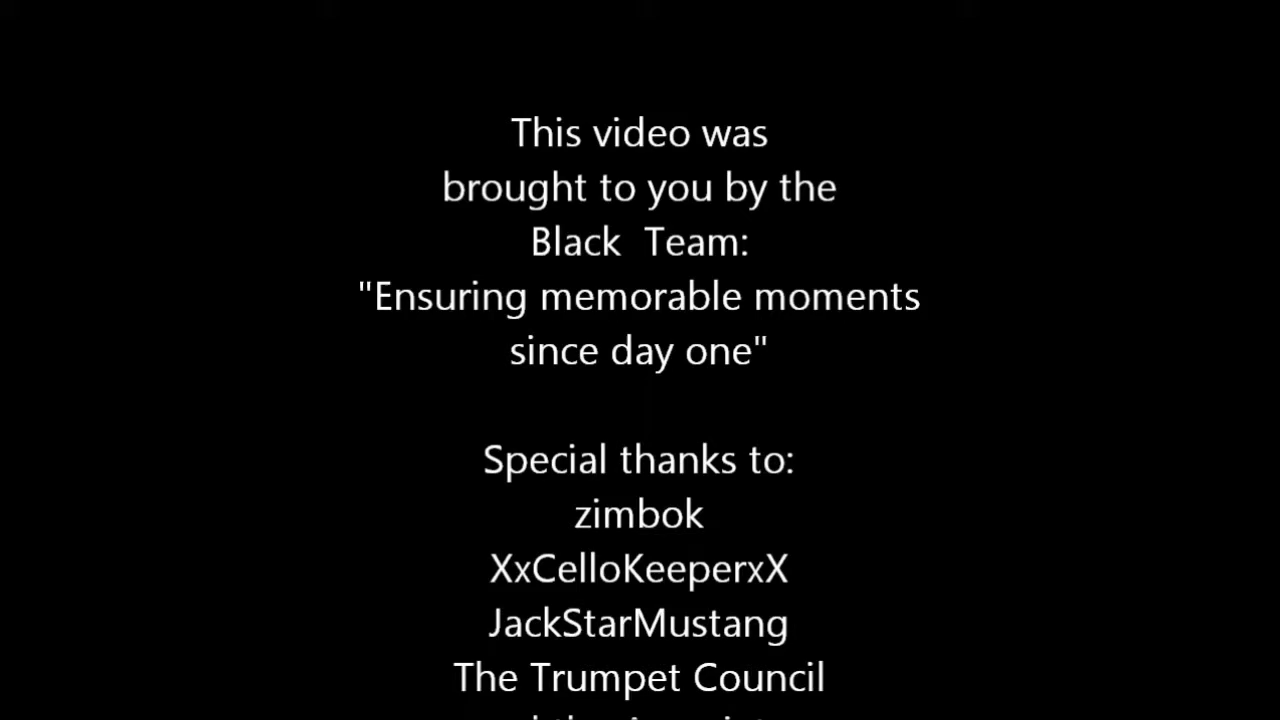 This video was
brought to you by the
Black  Team:
"Ensuring memorable moments
since day one"
Special thanks to:
zimbok
XxCelloKeeperxX
JackStarMustang
The Trumpet Council